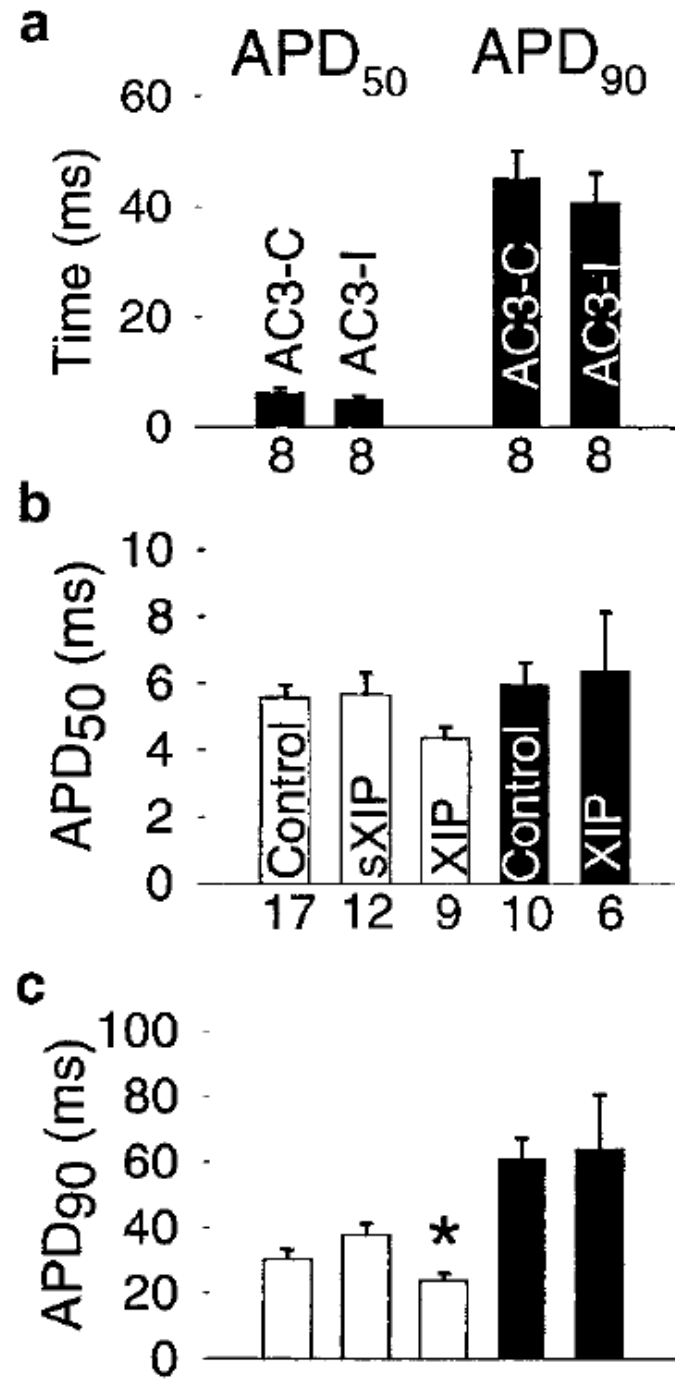 a
APD50 APD90
60
40
20
0
Time (ms)
AC3-C AC3-I AC3-C AC3-I
8 8 8 8
b
10
8
6
4
2
0
APD50 (ms)
Control sXIP XIP Control XIP
17 12 9 10 6
c
100
80
60
40
20
0
APD90 (ms)
*